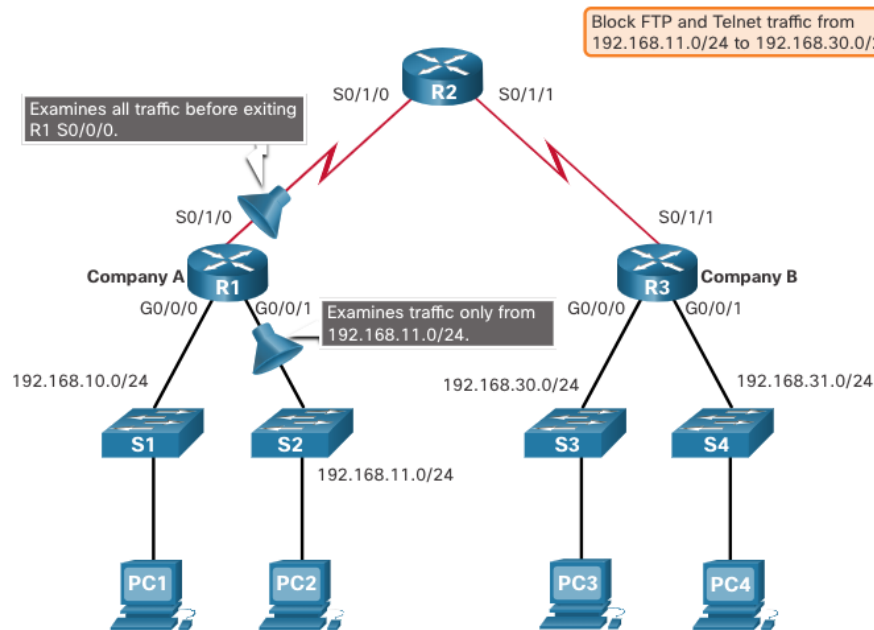 Block FTP and Telnet traffic from
192.168.11.0/24 to 192.168.30.0/2
R2
S0/1/0
S0/1/1
Examines all traffic before exiting
R1 S0/0/0.
S0/1/0
S0/1/1
Company A
R1
R3
Company B
G0/0/0
G0/0/1
G0/0/0
G0/0/1
Examines traffic only from
192.168.11.0/24.
192.168.10.0/24
192.168.30.0/24
192.168.31.0/24
S1
S2
S3
S4
192.168.11.0/24
PC1
PC2
PC3
PC4